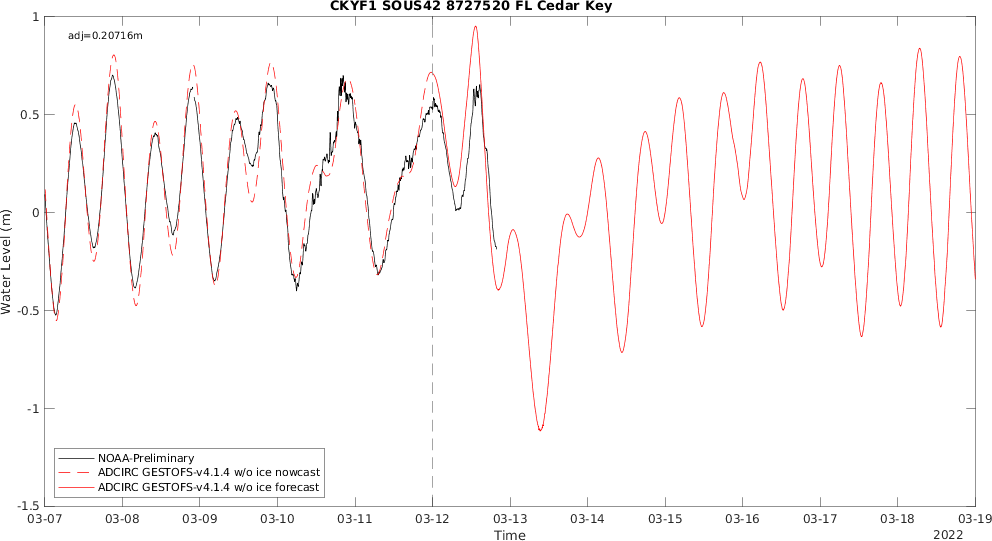 CKYF1 SOUS42 8727520 FL Cedar Key
adj=0.20716m
1
0.5
0
-0.5
-1
-1.5
Water Level (m)
NOAA-Preliminary
ADCIRC GESTOFS-v4.1.4 w/o ice nowcast
ADCIRC GESTOFS-v4.1.4 w/o ice forecast
03-07 03-08 03-09 03-10 03-11 03-12 03-13 03-14 03-15 03-16 03-17 03-18 03-19
Time
2022